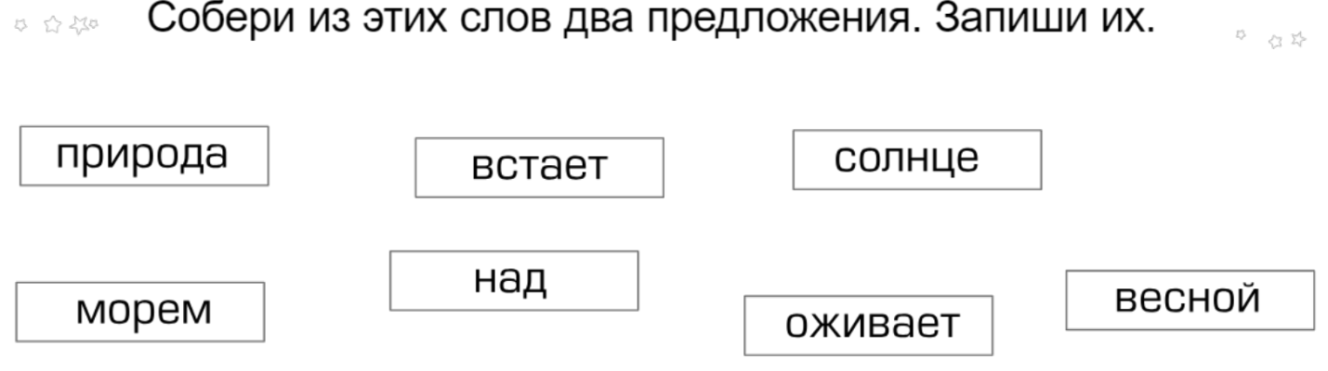 Собери из этих слов два предложения. Запиши их.
природа
встает
солнце
морем
над
оживает
весной